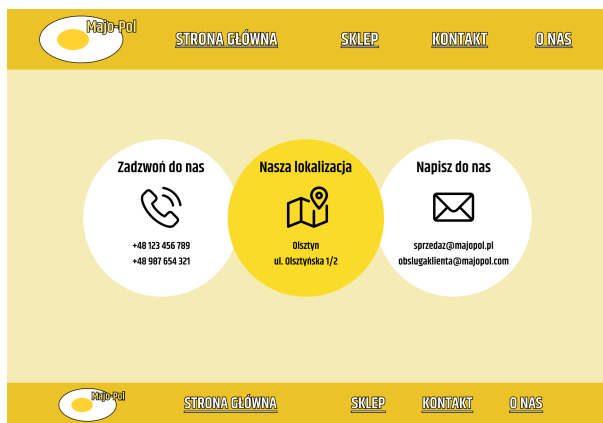 Majo-Pol
STRONA GŁÓWNA SKLEP KONTAKT O NAS
Zadzwoń do nas
+48 123 456 789
+48 987 654 321
Nasza lokalizacja
Olsztyn
ul. Olsztyńska 1/2
Napisz do nas
sprzedaz@majopol.pl
obslugaklienta@majopol.com
Majo-Pol
STRONA GŁÓWNA SKLEP KONTAKT O NAS